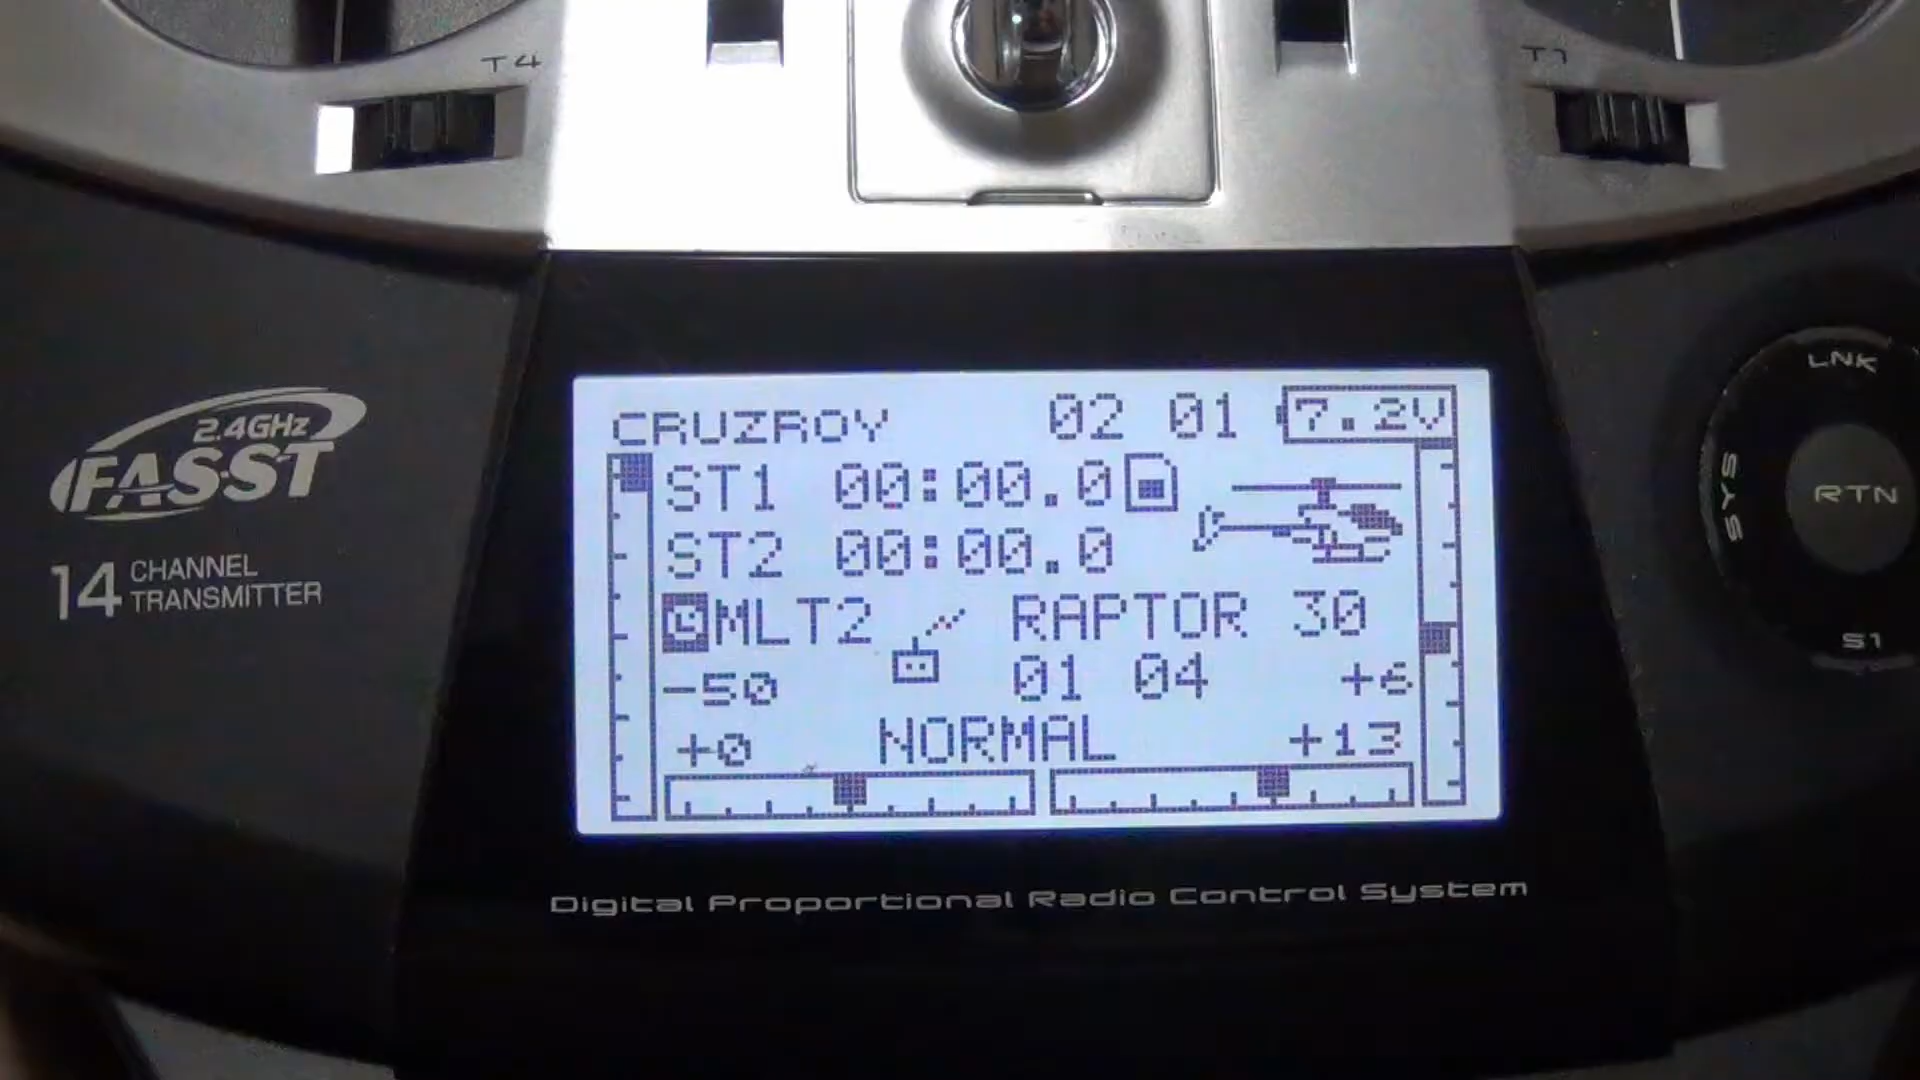 T4
T1
2.4GHz
FASST
14 CHANNEL
TRANSMITTER
CRUZROY 02 01 7.2V
ST1 00:00.0
ST2 00:00.0
MLT2 RAPTOR 30
-50 01 04 +6
+0 NORMAL +13
LNK
SYS RTN
S1
Digital Proportional Radio Control System